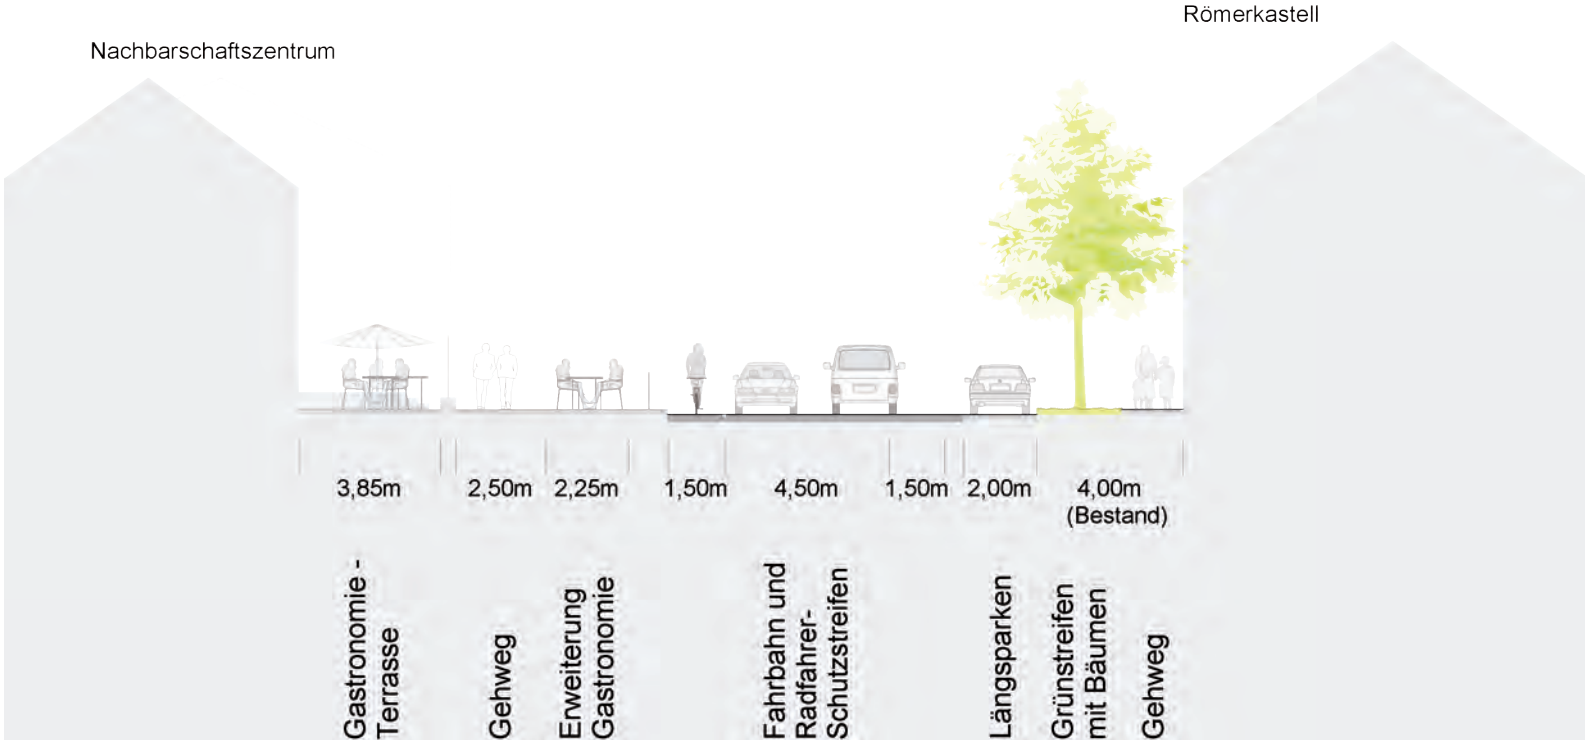 Römerkastell
Nachbarschaftszentrum
3,85m
2,50m
2,25m
1,50m
4,50m
1,50m
2,00m
4,00m
(Bestand)
Gastronomie -
Terrasse
Gehweg
Erweiterung
Gastronomie
Fahrbahn und
Radfahrer-
Schutzstreifen
Längsparken
Grünstreifen
mit Bäumen
Gehweg